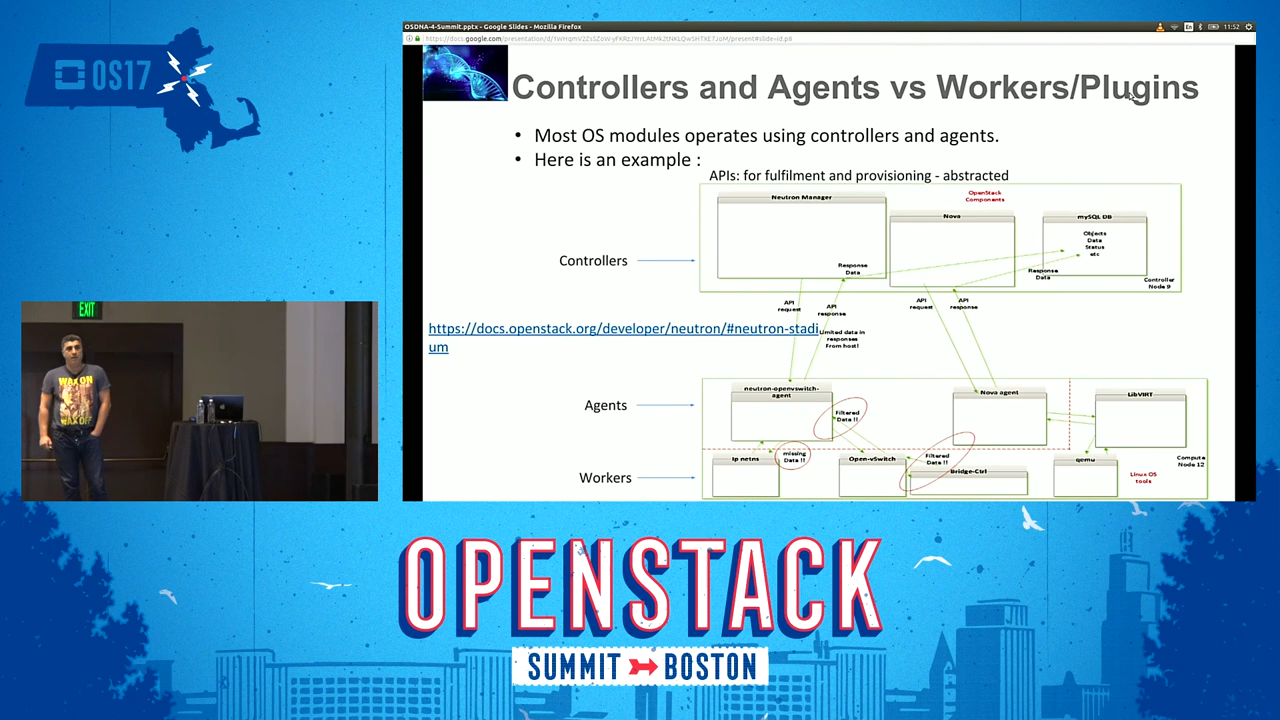 OS17
EXIT
WAX ON
WAX OFF
OSDNA-4-Summit.pptx - Google Slides - Mozilla Firefox
11:52
Controllers and Agents vs Workers/Plugins
• Most OS modules operates using controllers and agents.
• Here is an example :
APIs: for fulfilment and provisioning - abstracted
Neutron Manager
OpenStack
Components
Nova
mySQL DB
Objects
Data
Status
etc
Controllers
Response
Data
Response
Data
Controller
Node 9
API
request
API
response
API
request
API
response
https://docs.openstack.org/developer/neutron/#neutron-stadi
um
Limited data in
responses
From host!
neutron-openvswitch-
agent
Nova agent
LibVIRT
Agents
Filtered
Data !!
missing
Data !!
Filtered
Data !!
Ip netns
Open-vSwitch
Bridge-Ctrl
qemu
Compute
Node 12
Workers
Linux OS
tools
OPENSTACK
SUMMIT BOSTON